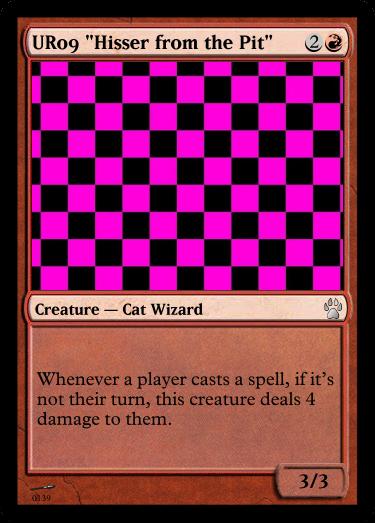 UR09 "Hisser from the Pit" 2
Creature — Cat Wizard
Whenever a player casts a spell, if it's
not their turn, this creature deals 4
damage to them.
3/3
0139